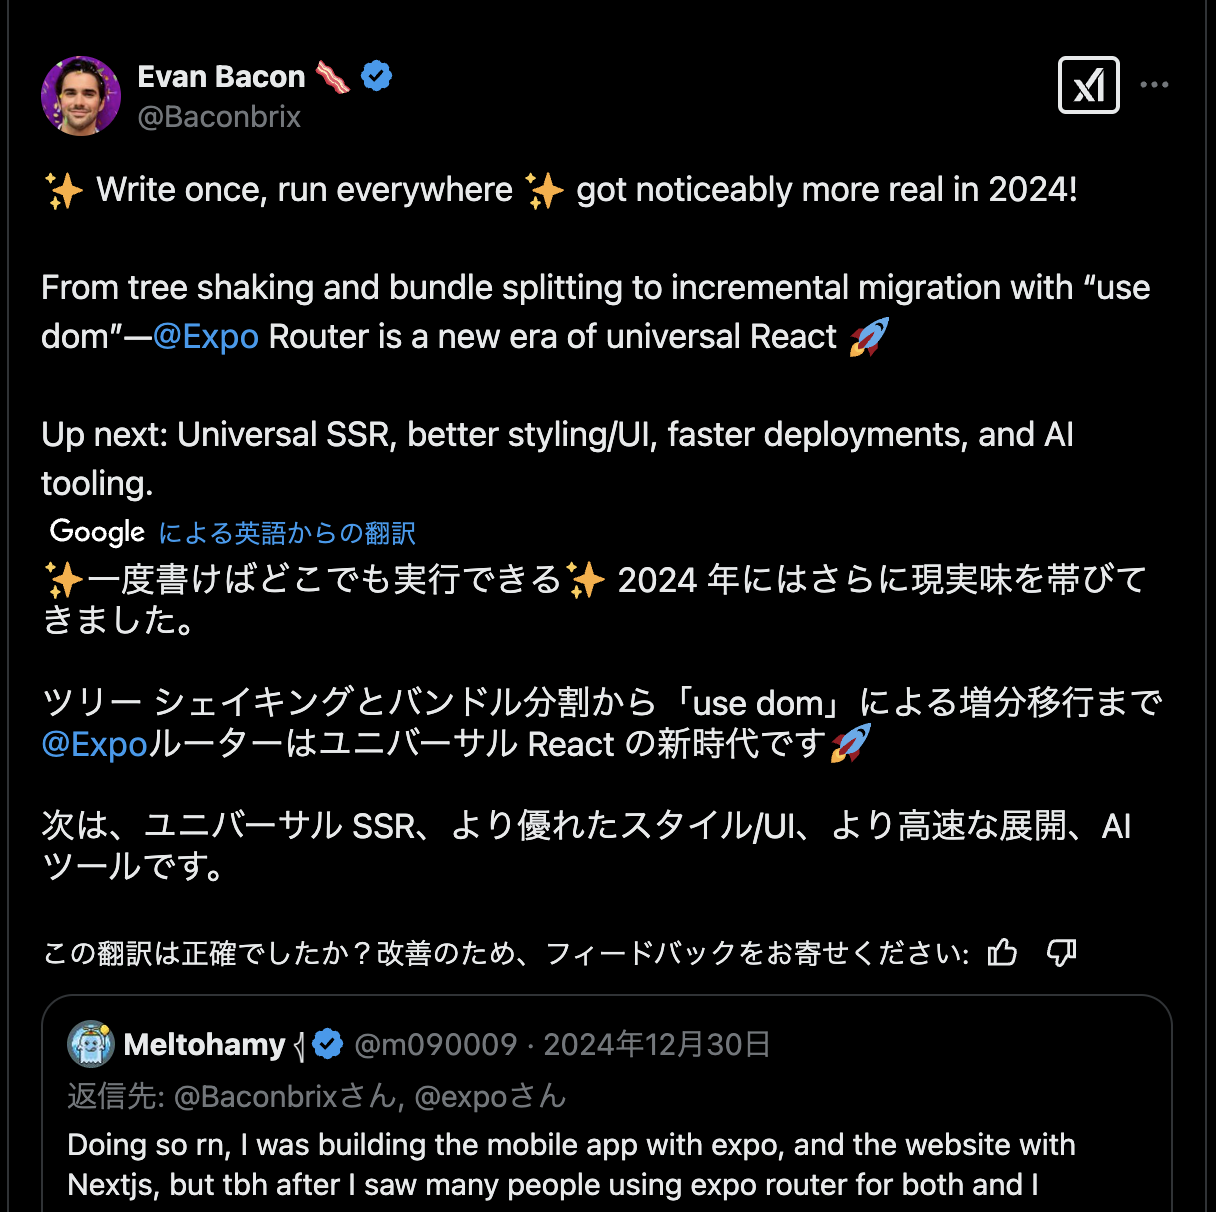 Evan Bacon 🥓
@Baconbrix
✨ Write once, run everywhere ✨ got noticeably more real in 2024!
From tree shaking and bundle splitting to incremental migration with “use
dom”—@Expo Router is a new era of universal React 🚀
Up next: Universal SSR, better styling/UI, faster deployments, and AI
tooling.
Google による英語からの翻訳
✨一度書けばどこでも実行できる✨ 2024 年にはさらに現実味を帯びて
きました。
ツリー シェイキングとバンドル分割から「use dom」による増分移行まで
@Expoルーターはユニバーサル React の新時代です🚀
次は、ユニバーサル SSR、より優れたスタイル/UI、より高速な展開、AI
ツールです。
この翻訳は正確でしたか？改善のため、フィードバックをお寄せください:
Meltohamy @m090009 · 2024年12月30日
返信先: @Baconbrixさん, @expoさん
Doing so rn, I was building the mobile app with expo, and the website with
Nextjs, but tbh after I saw many people using expo router for both and I